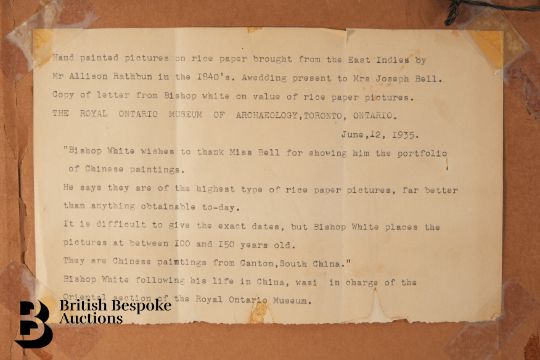 Hand painted pictures on rice paper brought from the East Indies by
Mr Allison Rathbun in the 1840's. Awedding present to Mrs Joseph Bell.
Copy of letter from Bishop white on value of rice paper pictures.
THE ROYAL ONTARIO MUSEUM OF ARCHAEOLOGY,TORONTO, ONTARIO.
June,12, 1935.
"Bishop White wishes to thank Miss Bell for showing him the portfolio
of Chinese paintings.
He says they are of the highest type of rice paper pictures, far better
than anything obtainable to-day.
It is difficult to give the exact dates, but Bishop White places the
pictures at between I00 and I50 years old.
They are Chinese paintings from Canton,South China."
Bishop White following his life in China, wasi in charge of the
Oriental section of the Royal Ontario Museum.
British Bespoke
Auctions